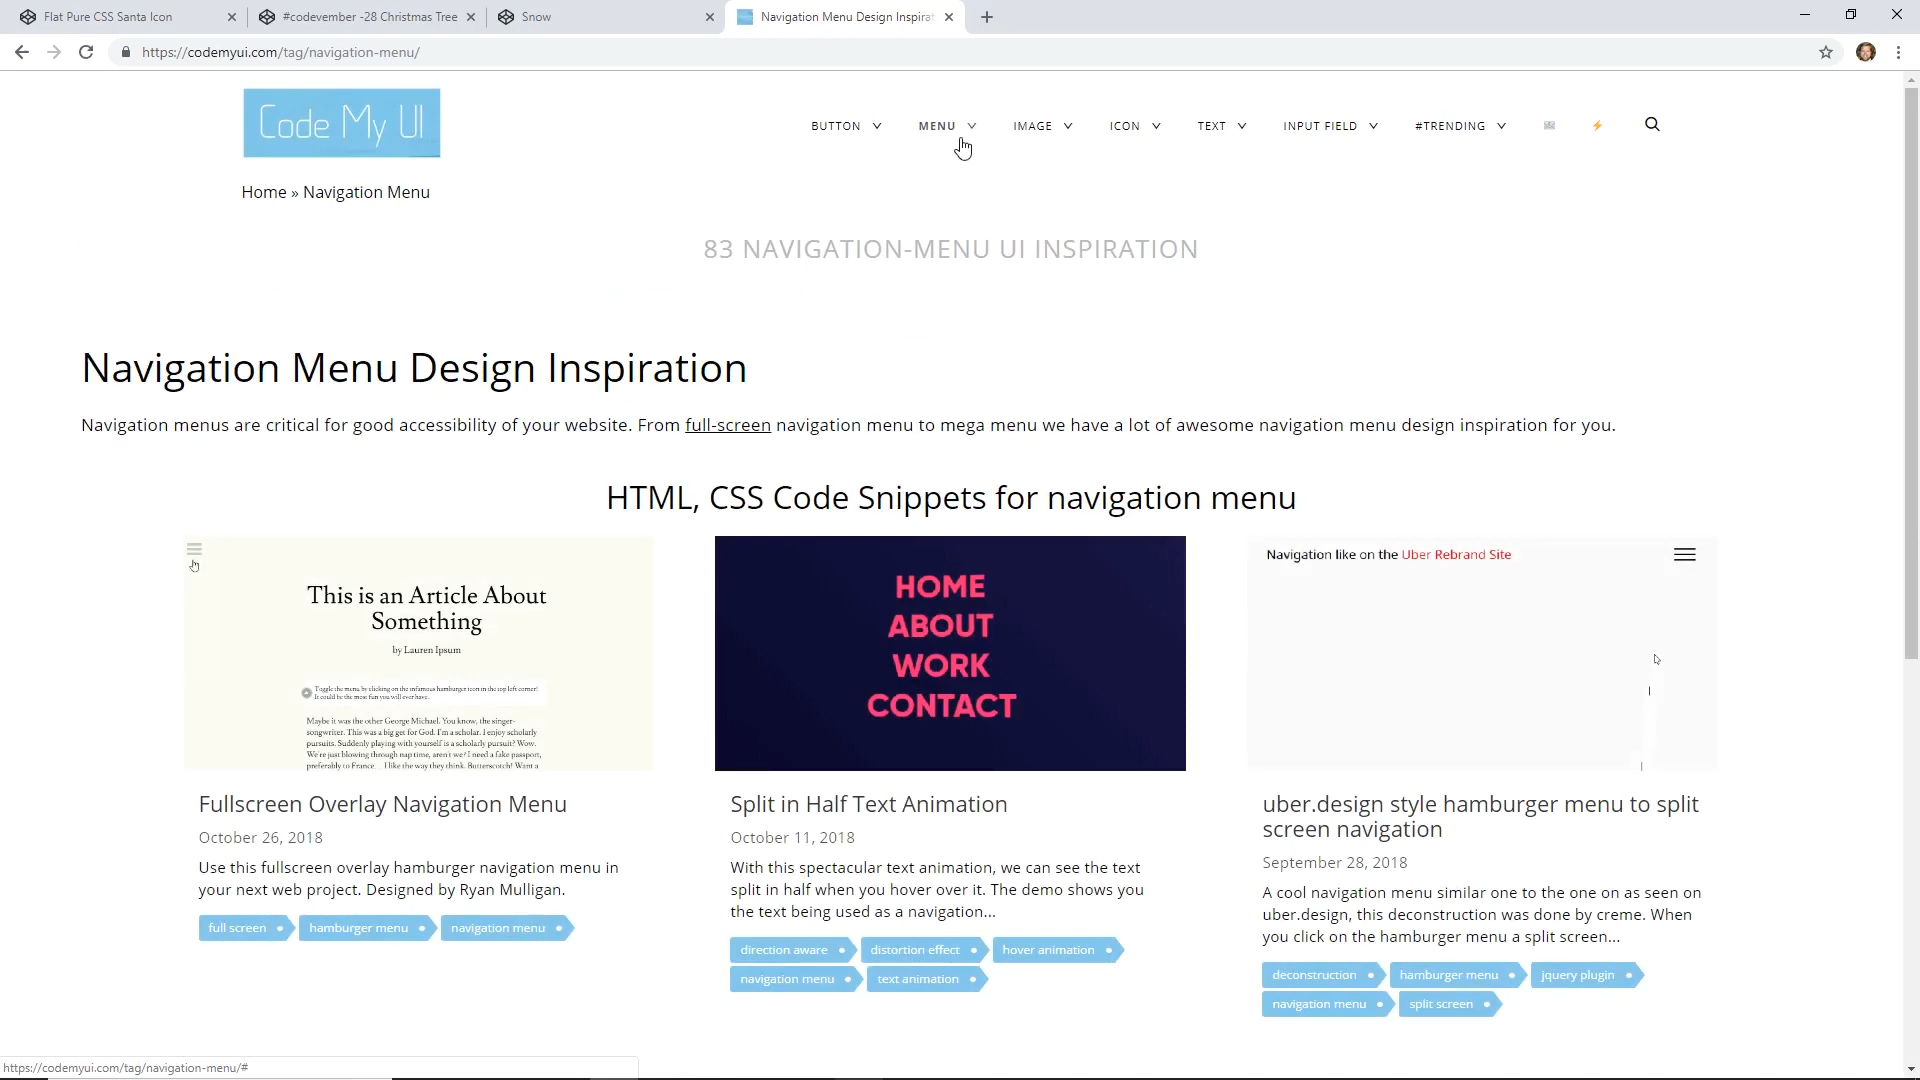 Flat Pure CSS Santa Icon
#codevember -28 Christmas Tree
Snow
Navigation Menu Design Inspirat
https://codemyui.com/tag/navigation-menu/
Code My UI
BUTTON MENU IMAGE ICON TEXT INPUT FIELD #TRENDING
Home » Navigation Menu
83 NAVIGATION-MENU UI INSPIRATION
Navigation Menu Design Inspiration
Navigation menus are critical for good accessibility of your website. From full-screen navigation menu to mega menu we have a lot of awesome navigation menu design inspiration for you.
HTML, CSS Code Snippets for navigation menu
This is an Article About
Something
by Lauren Ipsum
Toggle the menu by clicking on the infamous hamburger icon in the top left corner!
It could be the most fun you will ever have.
Maybe it was the other George Michael. You know, the singer-
songwriter. This was a big get for God. I'm a scholar. I enjoy scholarly
pursuits. Suddenly playing with yourself is a scholarly pursuit? Wow.
We're just blowing through nap time, aren't we? I need a fake passport,
preferably to France... I like the way they think. Butterscotch! Want a
Fullscreen Overlay Navigation Menu
October 26, 2018
Use this fullscreen overlay hamburger navigation menu in
your next web project. Designed by Ryan Mulligan.
full screen hamburger menu navigation menu
HOME
ABOUT
WORK
CONTACT
Split in Half Text Animation
October 11, 2018
With this spectacular text animation, we can see the text
split in half when you hover over it. The demo shows you
the text being used as a navigation...
direction aware distortion effect hover animation
navigation menu text animation
Navigation like on the Uber Rebrand Site
uber.design style hamburger menu to split
screen navigation
September 28, 2018
A cool navigation menu similar one to the one on as seen on
uber.design, this deconstruction was done by creme. When
you click on the hamburger menu a split screen...
deconstruction hamburger menu jquery plugin
navigation menu split screen
https://codemyui.com/tag/navigation-menu/#